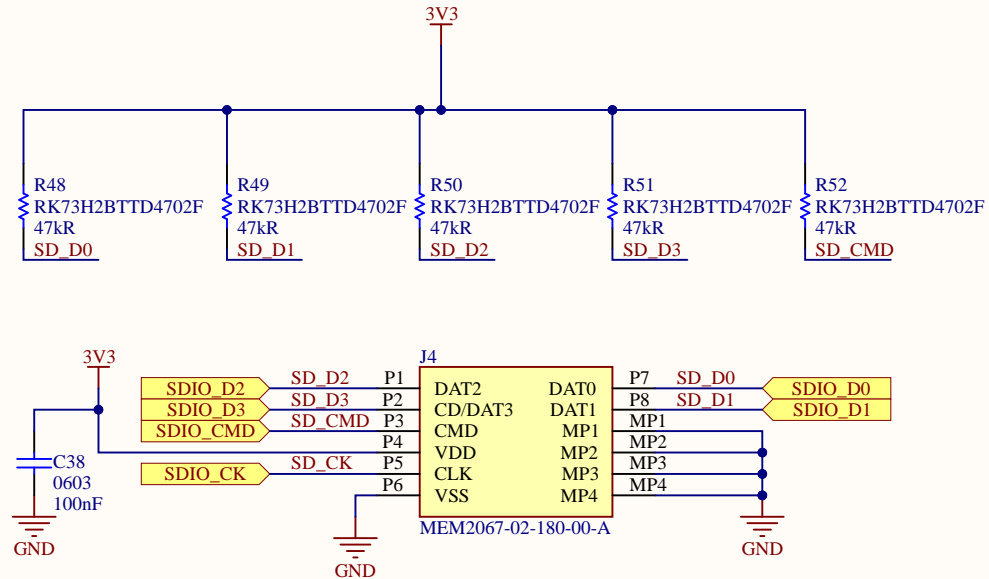 3V3
R48
RK73H2BTTD4702F
47kR
SD_D0
R49
RK73H2BTTD4702F
47kR
SD_D1
R50
RK73H2BTTD4702F
47kR
SD_D2
R51
RK73H2BTTD4702F
47kR
SD_D3
R52
RK73H2BTTD4702F
47kR
SD_CMD
3V3
C38
0603
100nF
GND
SDIO_D2 SD_D2 P1 DAT2
SDIO_D3 SD_D3 P2 CD/DAT3
SDIO_CMD SD_CMD P3 CMD
P4 VDD
SDIO_CK SD_CK P5 CLK
P6 VSS
GND
J4
DAT0 P7 SD_D0 SDIO_D0
DAT1 P8 SD_D1 SDIO_D1
MP1 MP1
MP2 MP2
MP3 MP3
MP4 MP4
MEM2067-02-180-00-A
GND